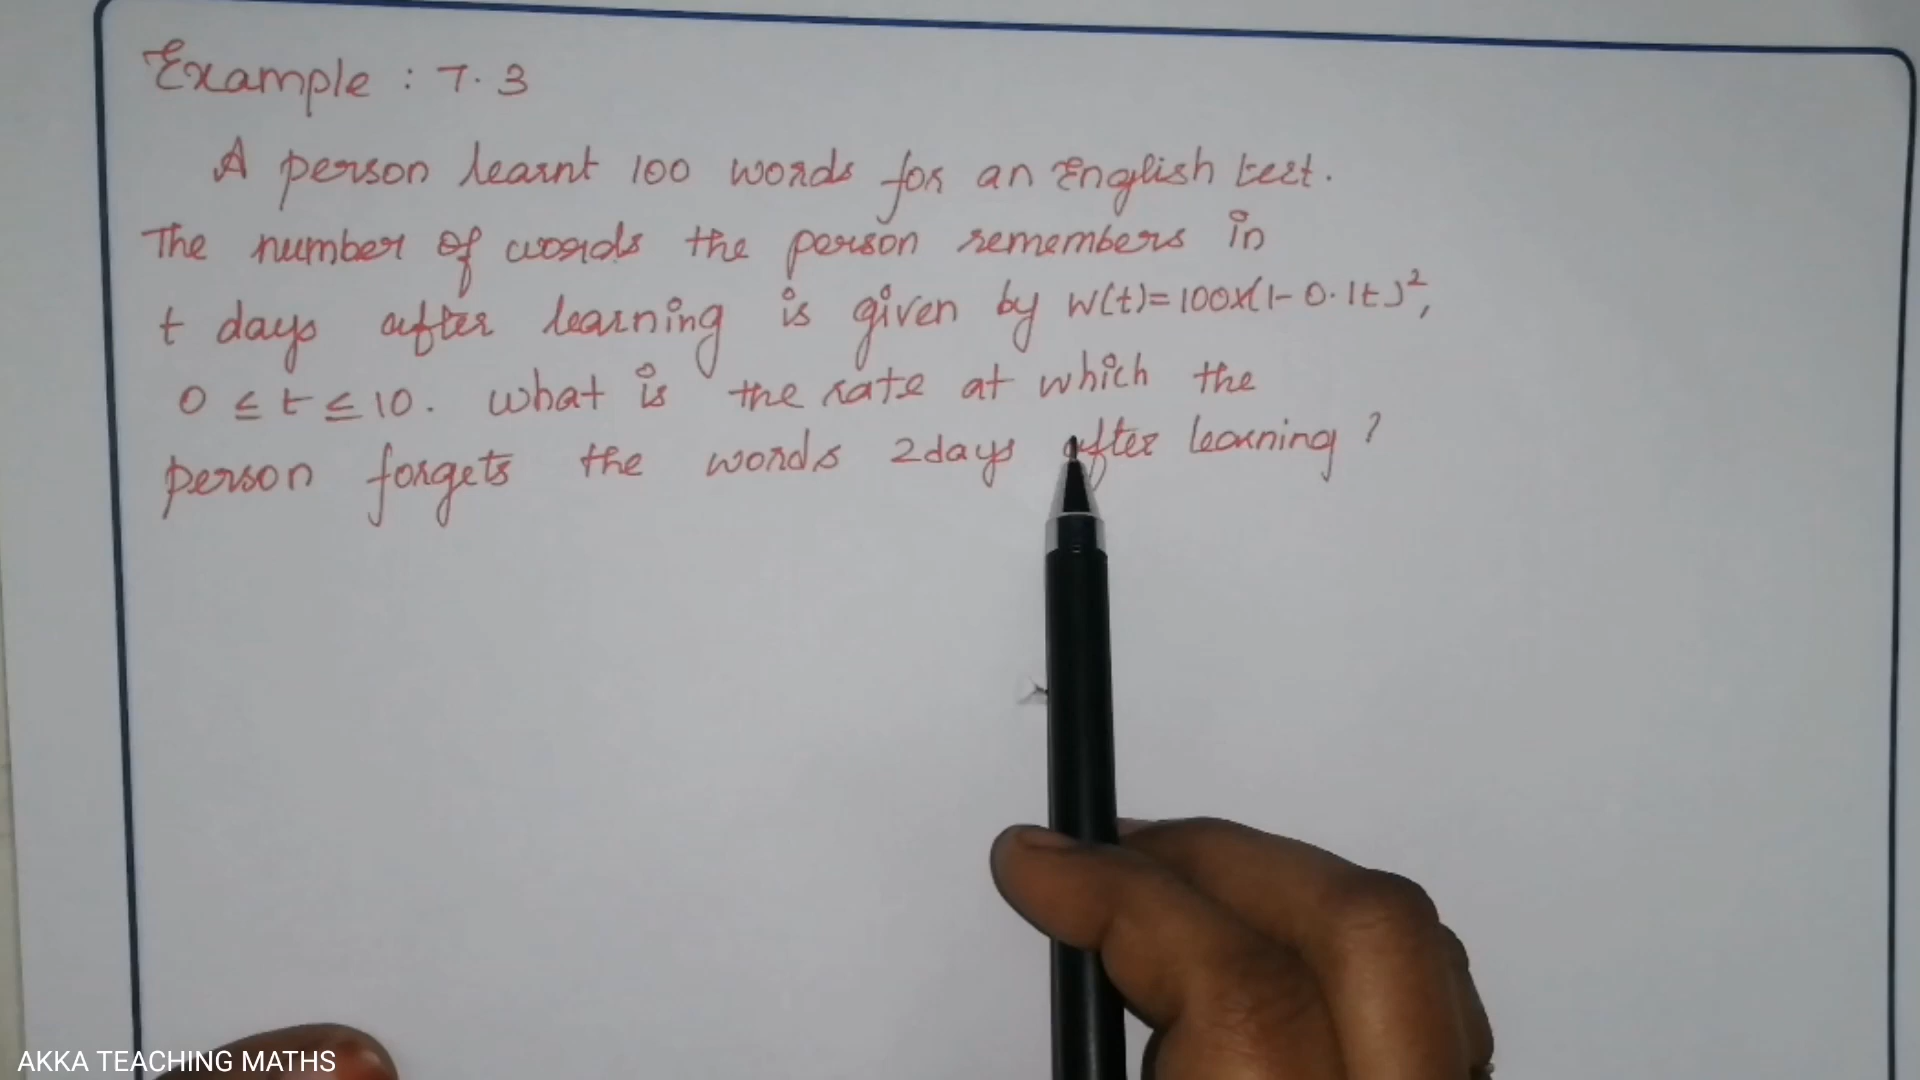 Example : 7.3
A person learnt 100 words for an English test.
The number of words the person remembers in
t days after learning is given by W(t)=100x(1-0.1t)²,
0 ≤ t ≤ 10. What is the rate at which the
person forgets the words 2days after learning ?
AKKA TEACHING MATHS